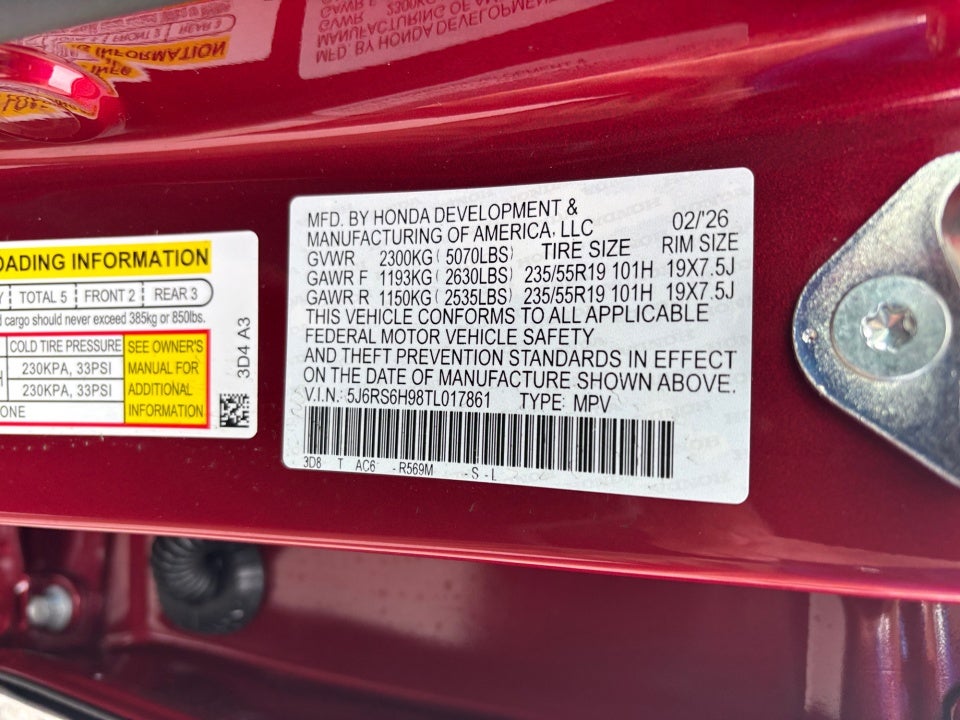 MFD. BY HONDA DEVELOPMENT &
MANUFACTURING OF AMERICA, LLC 02/'26
GVWR 2300KG ( 5070LBS) TIRE SIZE RIM SIZE
GAWR F 1193KG ( 2630LBS) 235/55R19 101H 19X7.5J
GAWR R 1150KG ( 2535LBS) 235/55R19 101H 19X7.5J
THIS VEHICLE CONFORMS TO ALL APPLICABLE
FEDERAL MOTOR VEHICLE SAFETY
AND THEFT PREVENTION STANDARDS IN EFFECT
ON THE DATE OF MANUFACTURE SHOWN ABOVE.
V.I.N.: 5J6RS6H98TL017861 TYPE: MPV
3D8 T AC6 - R569M - S - L
INFORMATION
TOTAL 5 FRONT 2 REAR 3
cargo should never exceed 385kg or 850lbs.
COLD TIRE PRESSURE
230KPA, 33PSI
230KPA, 33PSI
SEE OWNER'S
MANUAL FOR
ADDITIONAL
INFORMATION
3D4 A3